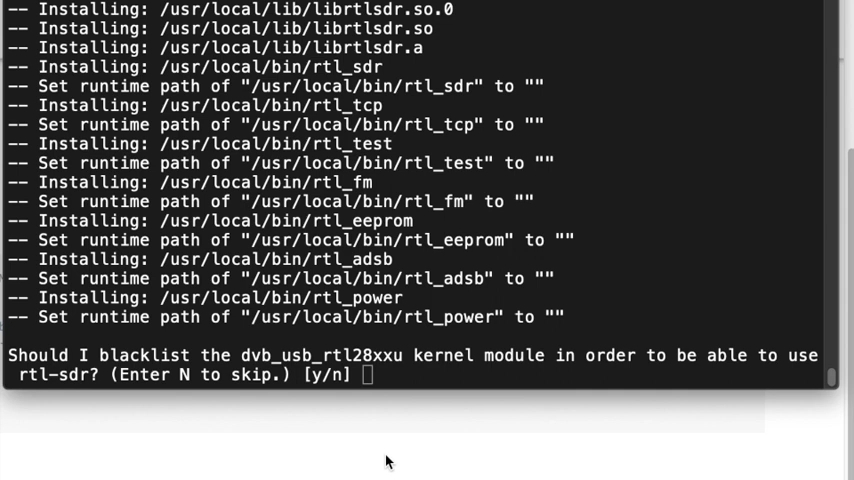 -- Installing: /usr/local/lib/librtlsdr.so.0
-- Installing: /usr/local/lib/librtlsdr.so
-- Installing: /usr/local/lib/librtlsdr.a
-- Installing: /usr/local/bin/rtl_sdr
-- Set runtime path of "/usr/local/bin/rtl_sdr" to ""
-- Installing: /usr/local/bin/rtl_tcp
-- Set runtime path of "/usr/local/bin/rtl_tcp" to ""
-- Installing: /usr/local/bin/rtl_test
-- Set runtime path of "/usr/local/bin/rtl_test" to ""
-- Installing: /usr/local/bin/rtl_fm
-- Set runtime path of "/usr/local/bin/rtl_fm" to ""
-- Installing: /usr/local/bin/rtl_eeprom
-- Set runtime path of "/usr/local/bin/rtl_eeprom" to ""
-- Installing: /usr/local/bin/rtl_adsb
-- Set runtime path of "/usr/local/bin/rtl_adsb" to ""
-- Installing: /usr/local/bin/rtl_power
-- Set runtime path of "/usr/local/bin/rtl_power" to ""
Should I blacklist the dvb_usb_rtl28xxu kernel module in order to be able to use
rtl-sdr? (Enter N to skip.) [y/n]